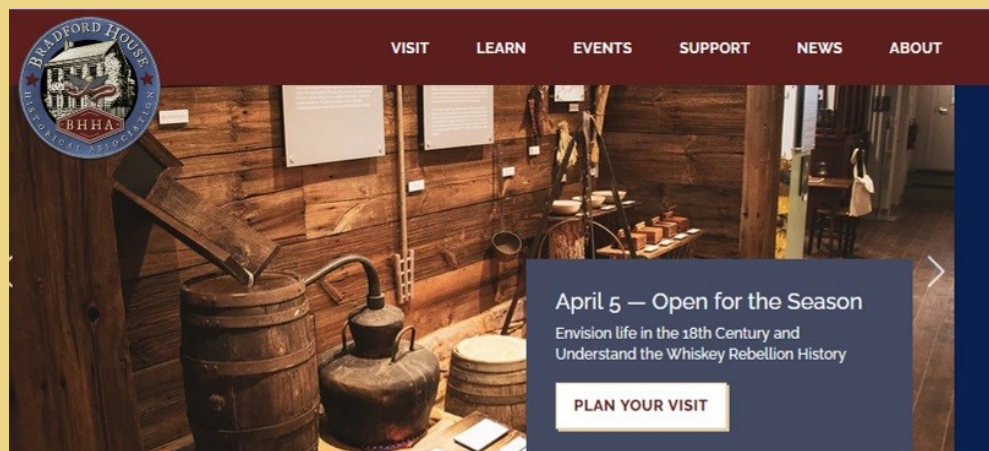 BRADFORD HOUSE
HISTORICAL ASSOCIATION
BHHA
VISIT LEARN EVENTS SUPPORT NEWS ABOUT
April 5 — Open for the Season
Envision life in the 18th Century and
Understand the Whiskey Rebellion History
PLAN YOUR VISIT